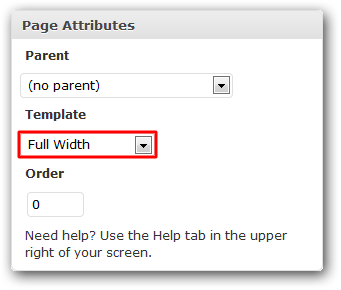 Page Attributes
Parent
(no parent)
Template
Full Width
Order
0
Need help? Use the Help tab in the upper
right of your screen.